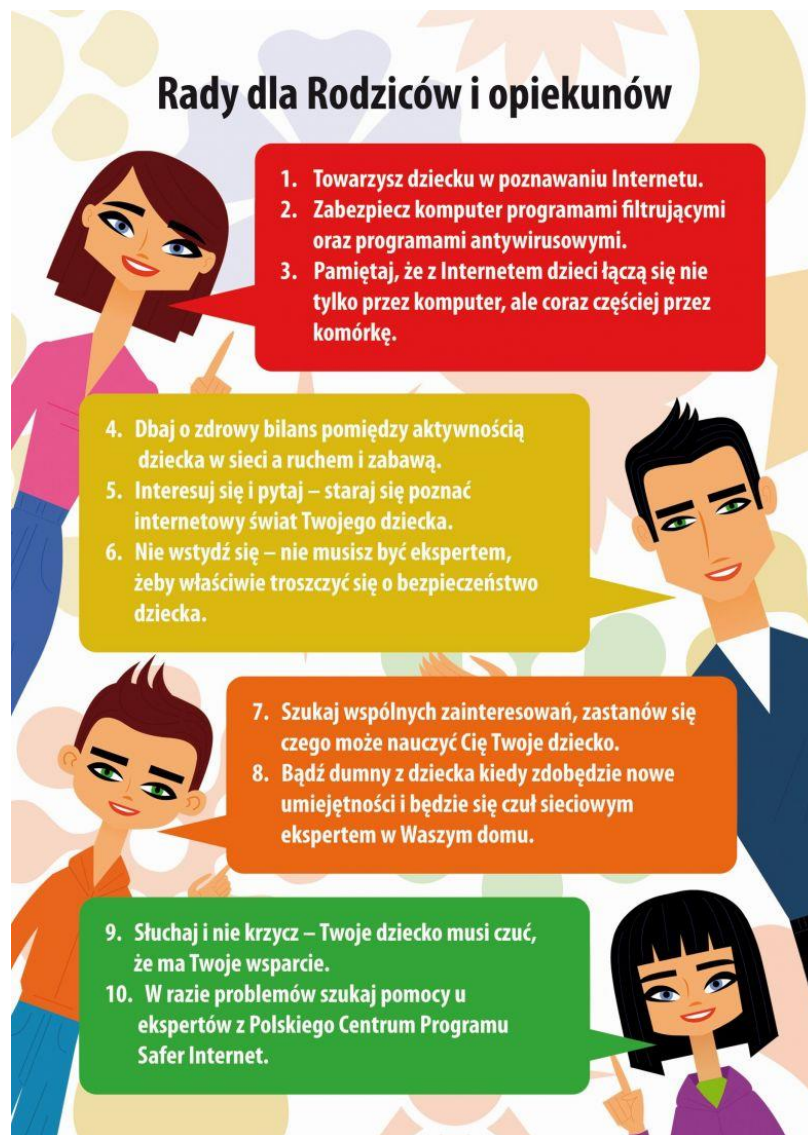 Rady dla Rodziców i opiekunów
1. Towarzysz dziecku w poznawaniu Internetu.
2. Zabezpiecz komputer programami filtrującymi
oraz programami antywirusowymi.
3. Pamiętaj, że z Internetem dzieci łączą się nie
tylko przez komputer, ale coraz częściej przez
komórkę.
4. Dbaj o zdrowy bilans pomiędzy aktywnością
dziecka w sieci a ruchem i zabawą.
5. Interesuj się i pytaj – staraj się poznać
internetowy świat Twojego dziecka.
6. Nie wstydź się – nie musisz być ekspertem,
żeby właściwie troszczyć się o bezpieczeństwo
dziecka.
7. Szukaj wspólnych zainteresowań, zastanów się
czego może nauczyć Cię Twoje dziecko.
8. Bądź dumny z dziecka kiedy zdobędzie nowe
umiejętności i będzie się czuł sieciowym
ekspertem w Waszym domu.
9. Słuchaj i nie krzycz – Twoje dziecko musi czuć,
że ma Twoje wsparcie.
10. W razie problemów szukaj pomocy u
ekspertów z Polskiego Centrum Programu
Safer Internet.